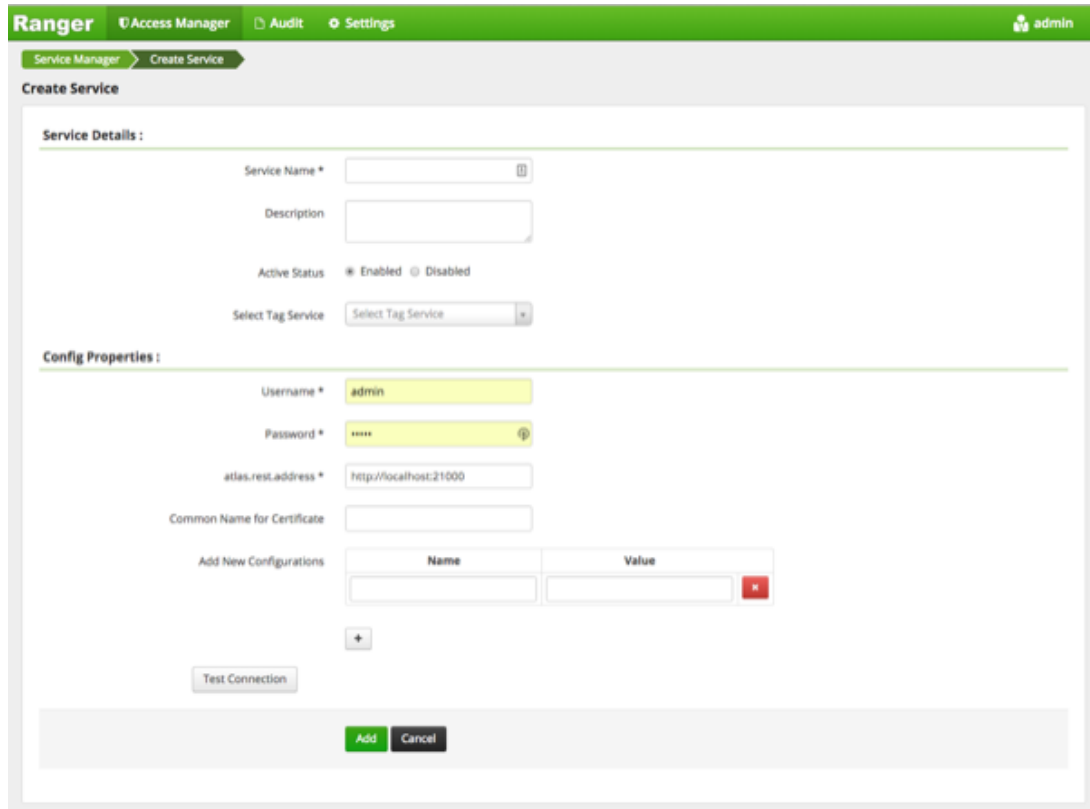 Ranger Access Manager Audit Settings admin
Service Manager Create Service
Create Service
Service Details :
Service Name *
Description
Active Status Enabled Disabled
Select Tag Service Select Tag Service
Config Properties :
Username * admin
Password * •••••
atlas.rest.address * http://localhost:21000
Common Name for Certificate
Add New Configurations Name Value
x
+
Test Connection
Add Cancel